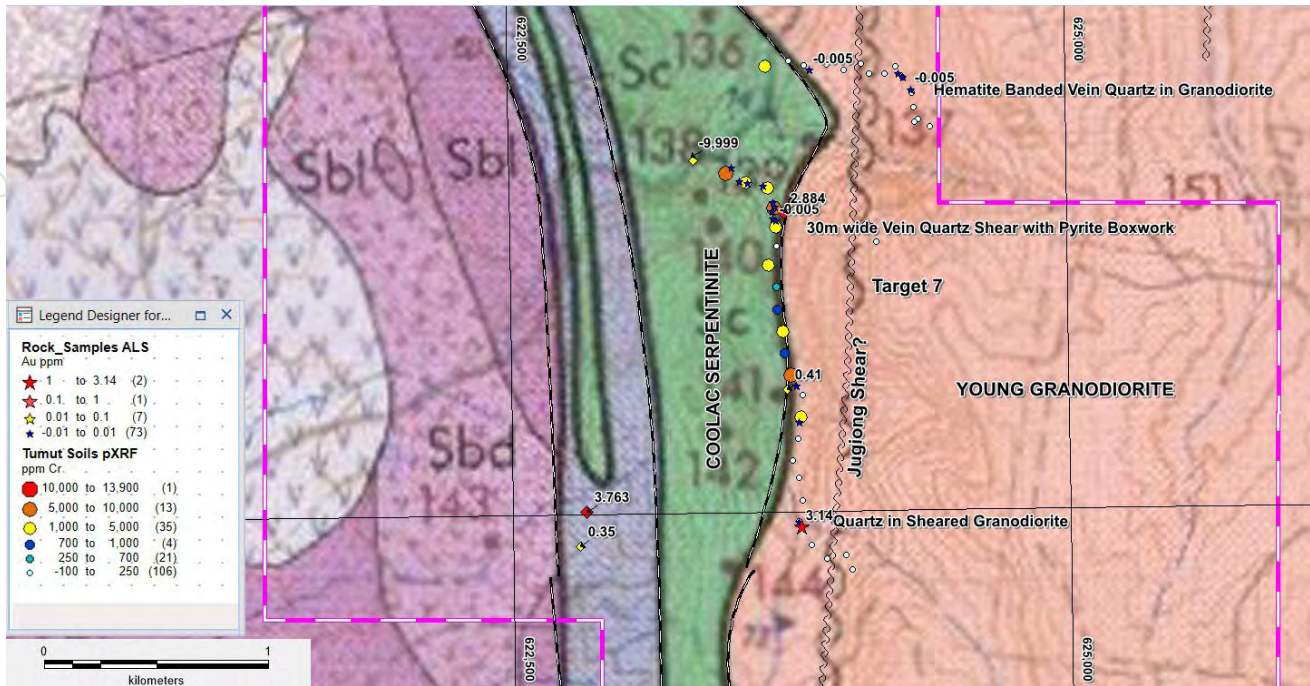 622,500
625,000
136
Sc
-0.005
-0.005
Hematite Banded Vein Quartz in Granodiorite
137
138
-9,999
139
Sbl
Sbl
151
2.884
-0.005
30m wide Vein Quartz Shear with Pyrite Boxwork
140
Target 7
Sc
COOLAC SERPENTINITE
Jugiong Shear?
0.41
141
YOUNG GRANODIORITE
Sbd
142
143
3.763
3.14
Quartz in Sheared Granodiorite
0.35
144
622,500
625,000
Legend Designer for...
Rock_Samples ALS
Au ppm
1 to 3.14 (2)
0.1 to 1 (1)
0.01 to 0.1 (7)
-0.01 to 0.01 (73)
Tumut Soils pXRF
ppm Cr
10,000 to 13,900 (1)
5,000 to 10,000 (13)
1,000 to 5,000 (35)
700 to 1,000 (4)
250 to 700 (21)
-100 to 250 (106)
0 1
kilometers